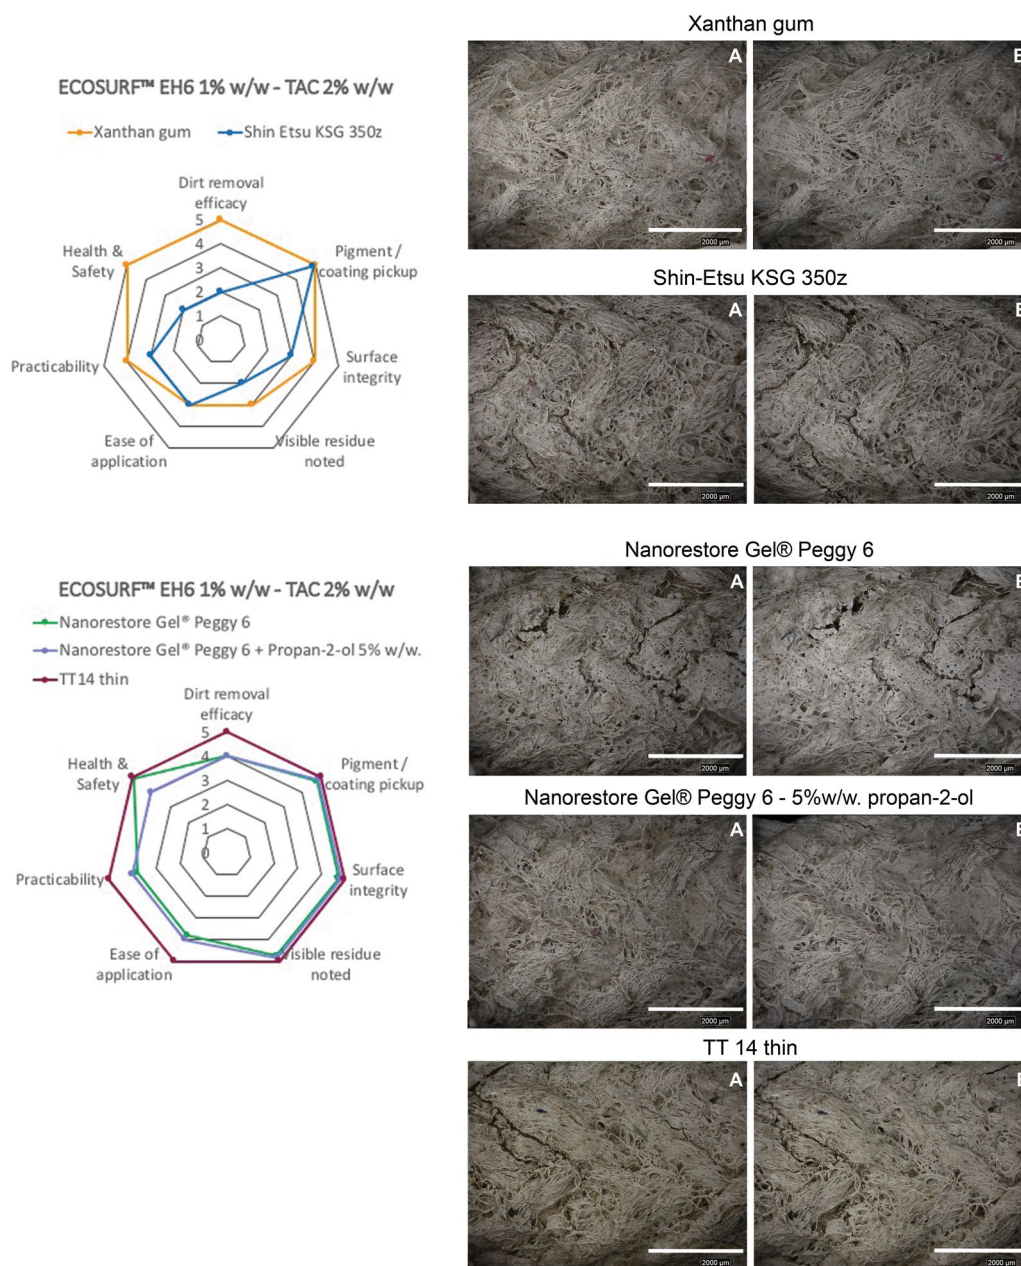 Xanthan gum
A
ECOSURF™ EH6 1% w/w - TAC 2% w/w
Xanthan gum
Shin Etsu KSG 350z
2000 µm
2000 µm
Dirt removal
efficacy
5
4
3
2
1
0
Pigment /
coating pickup
Surface
integrity
Visible residue
noted
Ease of
application
Practicability
Health &
Safety
Shin-Etsu KSG 350z
A
2000 µm
2000 µm
Nanorestore Gel® Peggy 6
A
2000 µm
2000 µm
ECOSURF™ EH6 1% w/w - TAC 2% w/w
Nanorestore Gel® Peggy 6
Nanorestore Gel® Peggy 6 + Propan-2-ol 5% w/w.
TT14 thin
Dirt removal
efficacy
5
4
3
2
1
0
Pigment /
coating pickup
Surface
integrity
Visible residue
noted
Ease of
application
Practicability
Health &
Safety
Nanorestore Gel® Peggy 6 - 5%w/w. propan-2-ol
A
2000 µm
2000 µm
TT 14 thin
A
2000 µm
2000 µm